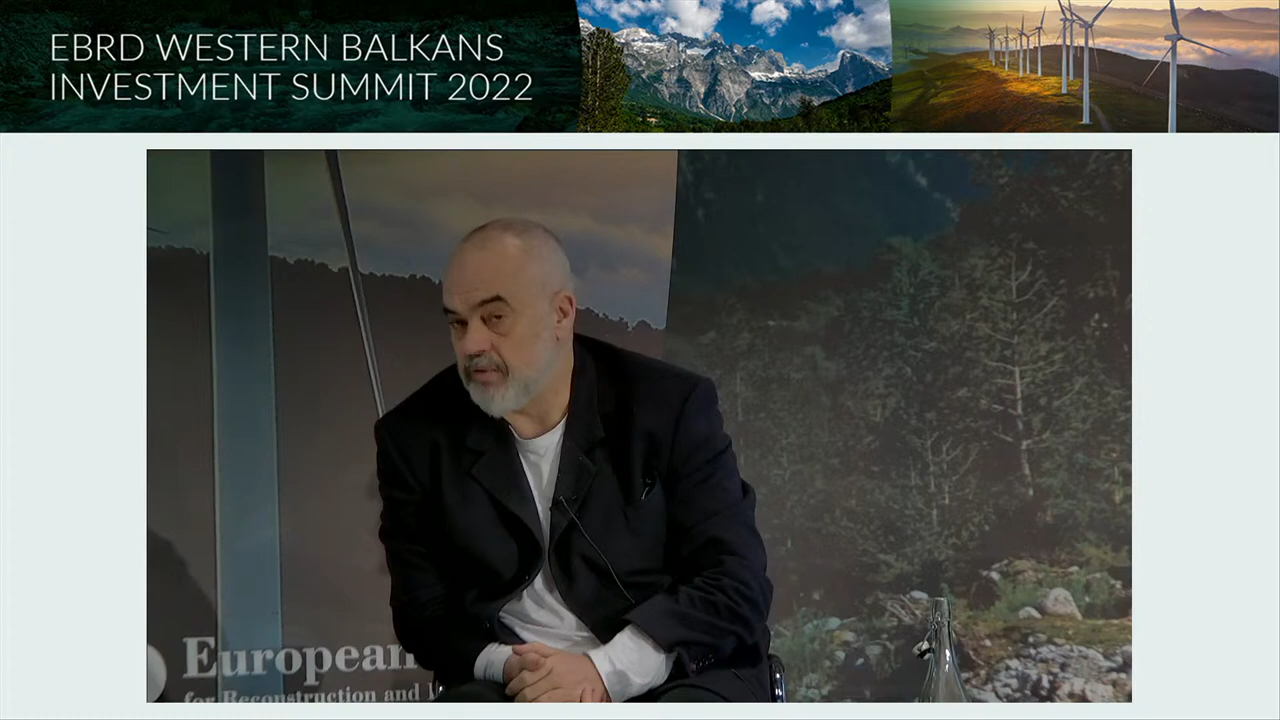 EBRD WESTERN BALKANS
INVESTMENT SUMMIT 2022
European
for Reconstruction and